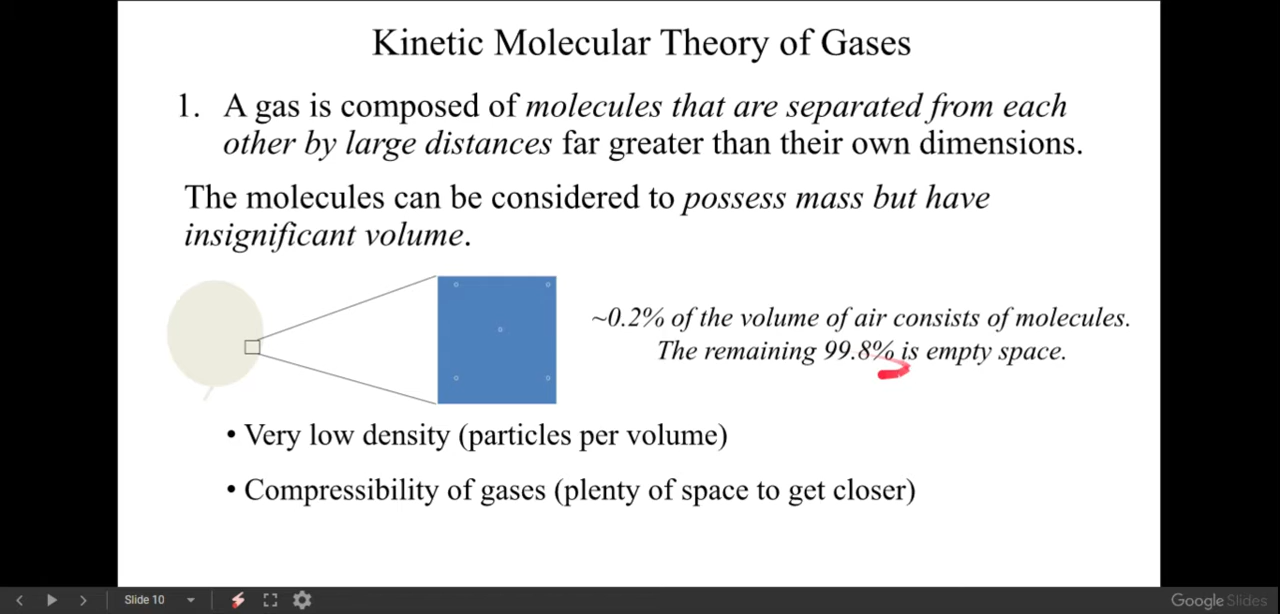 Kinetic Molecular Theory of Gases
1. A gas is composed of molecules that are separated from each
other by large distances far greater than their own dimensions.
The molecules can be considered to possess mass but have
insignificant volume.
~0.2% of the volume of air consists of molecules.
The remaining 99.8% is empty space.
• Very low density (particles per volume)
• Compressibility of gases (plenty of space to get closer)
Slide 10
Google Slides